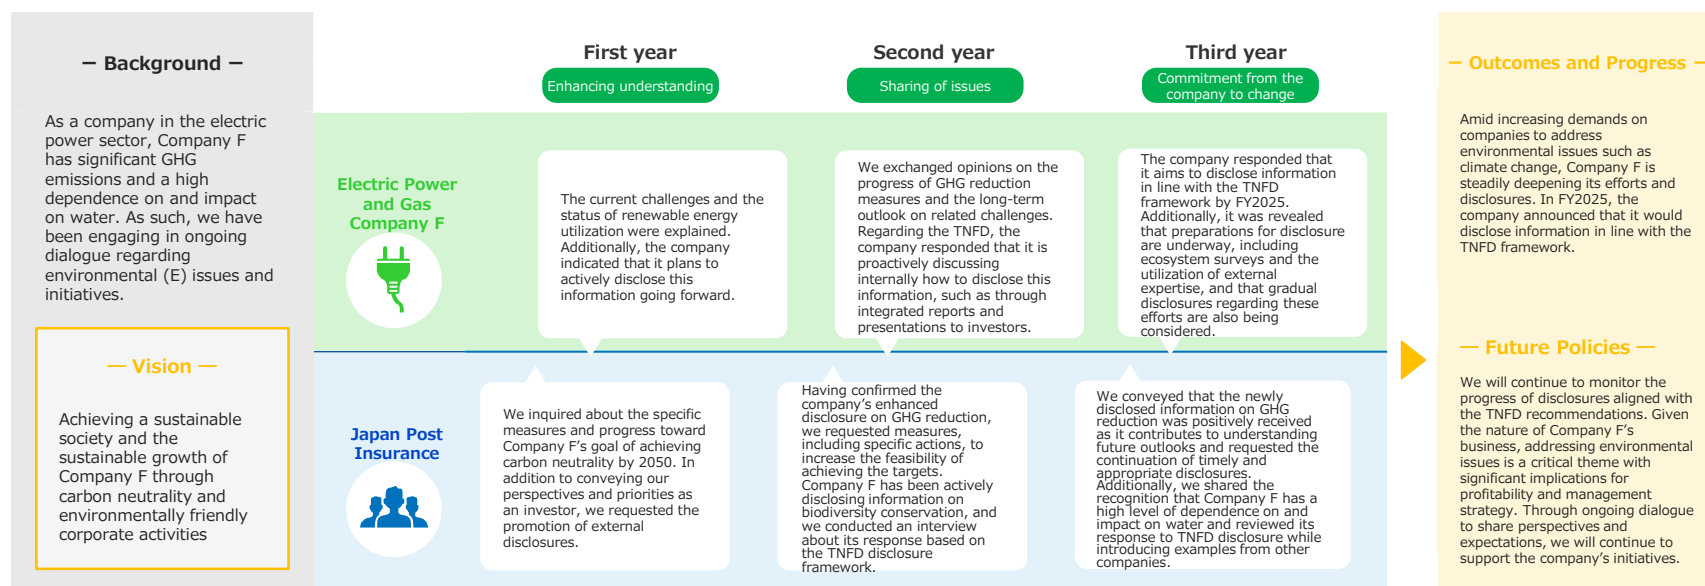 — Background —
As a company in the electric
power sector, Company F
has significant GHG
emissions and a high
dependence on and impact
on water. As such, we have
been engaging in ongoing
dialogue regarding
environmental (E) issues and
initiatives.
— Vision —
Achieving a sustainable
society and the
sustainable growth of
Company F through
carbon neutrality and
environmentally friendly
corporate activities
First year
Enhancing understanding
Second year
Sharing of issues
Third year
Commitment from the
company to change
Electric Power
and Gas
Company F
The current challenges and the
status of renewable energy
utilization were explained.
Additionally, the company
indicated that it plans to
actively disclose this
information going forward.
We exchanged opinions on the
progress of GHG reduction
measures and the long-term
outlook on related challenges.
Regarding the TNFD, the
company responded that it is
proactively discussing
internally how to disclose this
information, such as through
integrated reports and
presentations to investors.
The company responded that
it aims to disclose information
in line with the TNFD
framework by FY2025.
Additionally, it was revealed
that preparations for disclosure
are underway, including
ecosystem surveys and the
utilization of external
expertise, and that gradual
disclosures regarding these
efforts are also being
considered.
Japan Post
Insurance
We inquired about the specific
measures and progress toward
Company F's goal of achieving
carbon neutrality by 2050. In
addition to conveying our
perspectives and priorities as
an investor, we requested the
promotion of external
disclosures.
Having confirmed the
company's enhanced
disclosure on GHG reduction,
we requested measures,
including specific actions, to
increase the feasibility of
achieving the targets.
Company F has been actively
disclosing information on
biodiversity conservation, and
we conducted an interview
about its response based on
the TNFD disclosure
framework.
We conveyed that the newly
disclosed information on GHG
reduction was positively received
as it contributes to understanding
future outlooks and requested the
continuation of timely and
appropriate disclosures.
Additionally, we shared the
recognition that Company F has a
high level of dependence on and
impact on water and reviewed its
response to TNFD disclosure while
introducing examples from other
companies.
— Outcomes and Progress —
Amid increasing demands on
companies to address
environmental issues such as
climate change, Company F is
steadily deepening its efforts and
disclosures. In FY2025, the
company announced that it would
disclose information in line with the
TNFD framework.
— Future Policies —
We will continue to monitor the
progress of disclosures aligned with
the TNFD recommendations. Given
the nature of Company F's
business, addressing environmental
issues is a critical theme with
significant implications for
profitability and management
strategy. Through ongoing dialogue
to share perspectives and
expectations, we will continue to
support the company's initiatives.